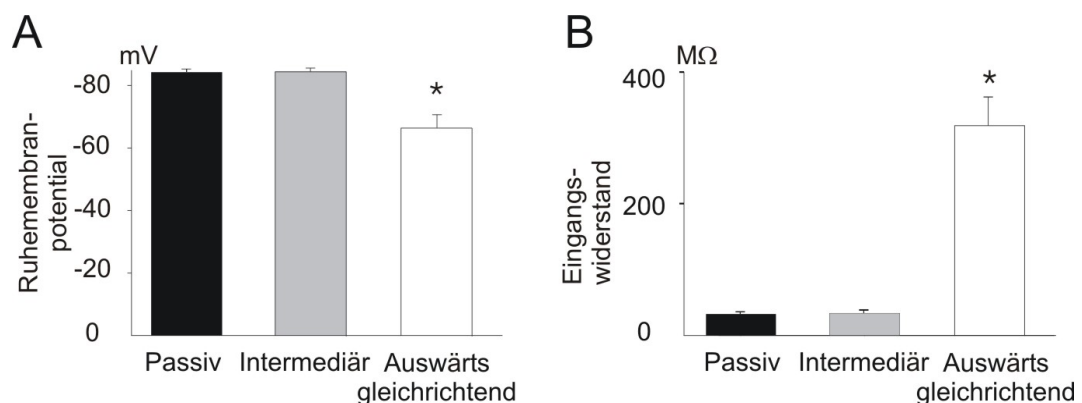 A
mV
-80
-60
-40
-20
0
Ruhemembran-
potential
*
Passiv
Intermediär
Auswärts
gleichrichtend
B
MΩ
400
200
0
Eingangs-
widerstand
*
Passiv
Intermediär
Auswärts
gleichrichtend